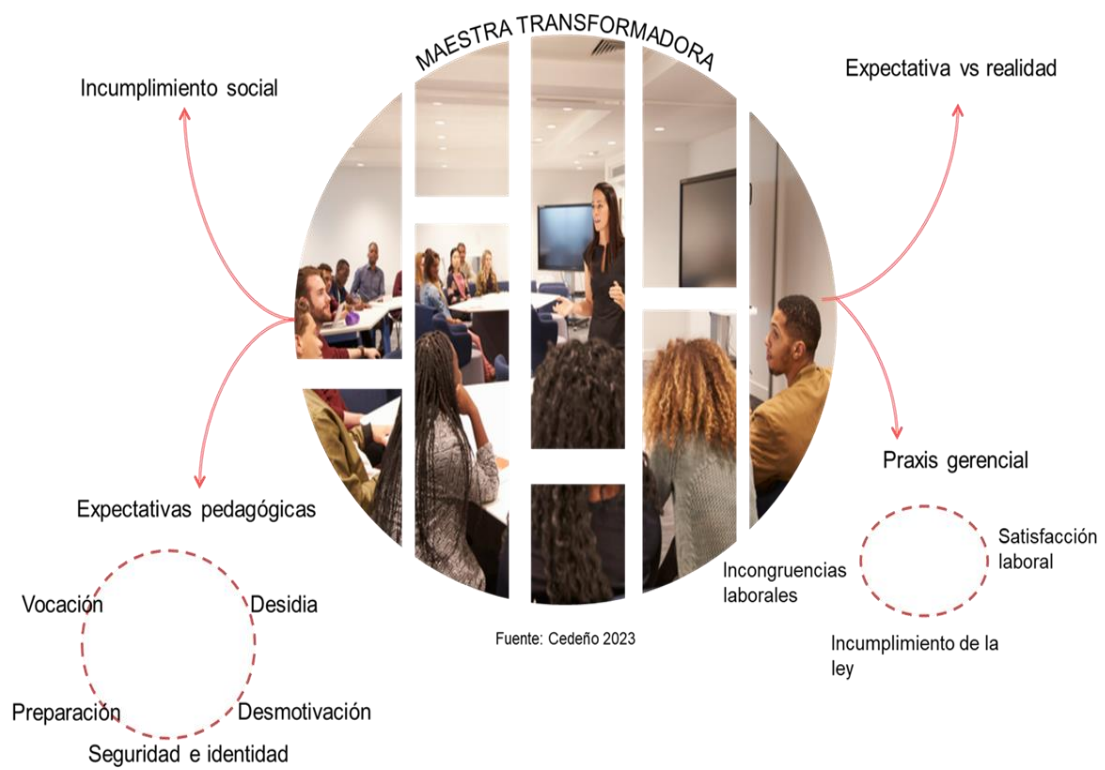 MAESTRA TRANSFORMADORA
Incumplimiento social
Expectativa vs realidad
Expectativas pedagógicas
Vocación
Desidia
Preparación
Desmotivación
Seguridad e identidad
Praxis gerencial
Satisfacción
laboral
Incongruencias
laborales
Incumplimiento de la
ley
Fuente: Cedeño 2023